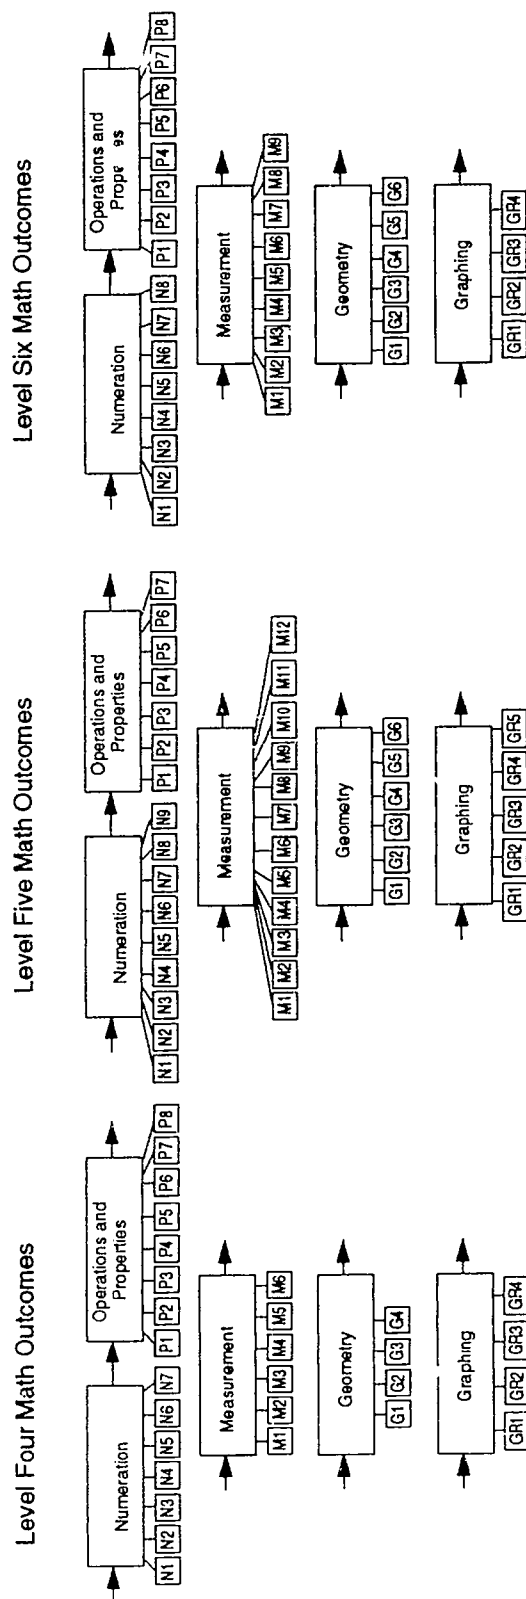 Level Four Math Outcomes
Numeration
N1 N2 N3 N4 N5 N6 N7
Operations and
Properties
P1 P2 P3 P4 P5 P6 P7 P8
Measurement
M1 M2 M3 M4 M5 M6
Geometry
G1 G2 G3 G4
Graphing
GR1 GR2 GR3 GR4
Level Five Math Outcomes
Numeration
N1 N2 N3 N4 N5 N6 N7 N8 N9
Operations and
Properties
P1 P2 P3 P4 P5 P6 P7
Measurement
M1 M2 M3 M4 M5 M6 M7 M8 M9 M10 M11 M12
Geometry
G1 G2 G3 G4 G5 G6
Graphing
GR1 GR2 GR3 GR4 GR5
Level Six Math Outcomes
Numeration
N1 N2 N3 N4 N5 N6 N7 N8
Operations and
P1 P2 P3 P4 P5 P6 P7 P8
Measurement
M1 M2 M3 M4 M5 M6 M7 M8 M9
Geometry
G1 G2 G3 G4 G5 G6
Graphing
GR1 GR2 GR3 GR4